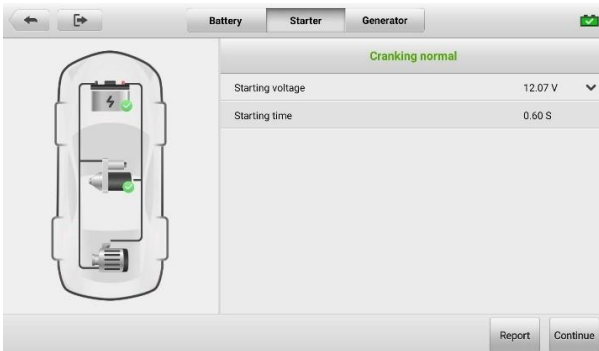 Battery Starter Generator
Cranking normal
Starting voltage 12.07 V
Starting time 0.60 S
Report Continue